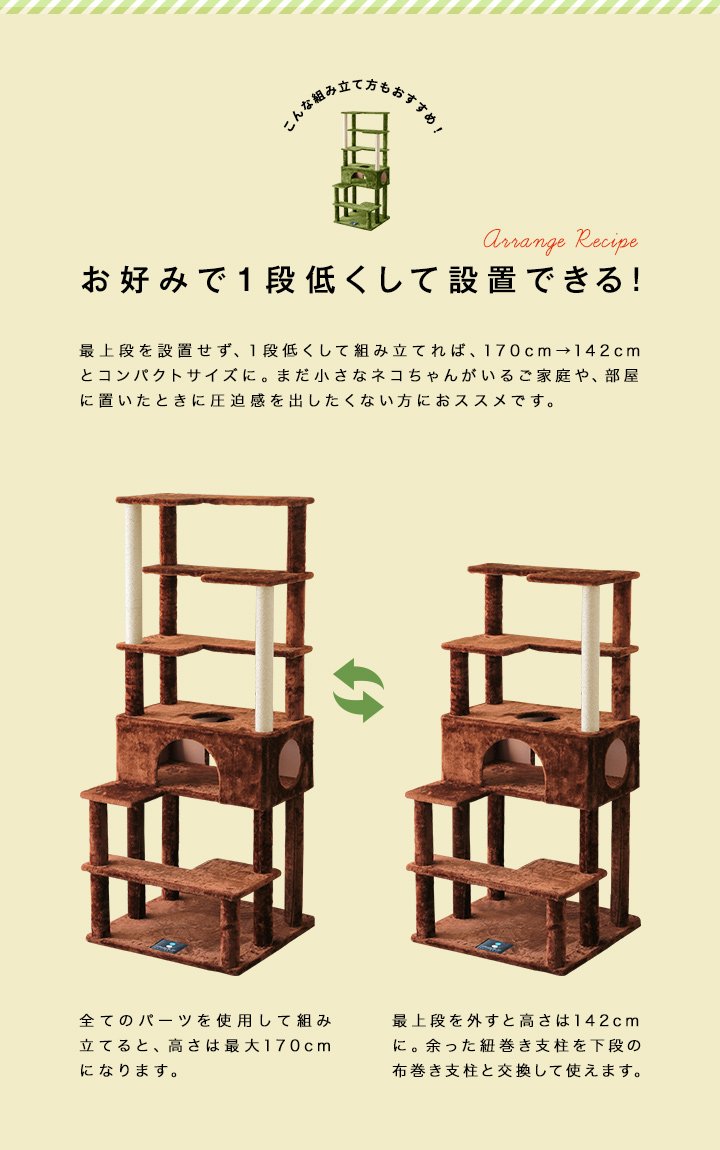 こんな組み立て方もおすすめ！
Arrange Recipe
お好みで1段低くして設置できる！
最上段を設置せず、1段低くして組み立てれば、170cm→142cm
とコンパクトサイズに。まだ小さなネコちゃんがいるご家庭や、部屋
に置いたときに圧迫感を出したくない方におススメです。
全てのパーツを使用して組み
立てると、高さは最大170cm
になります。
最上段を外すと高さは142cm
に。余った紐巻き支柱を下段の
布巻き支柱と交換して使えます。